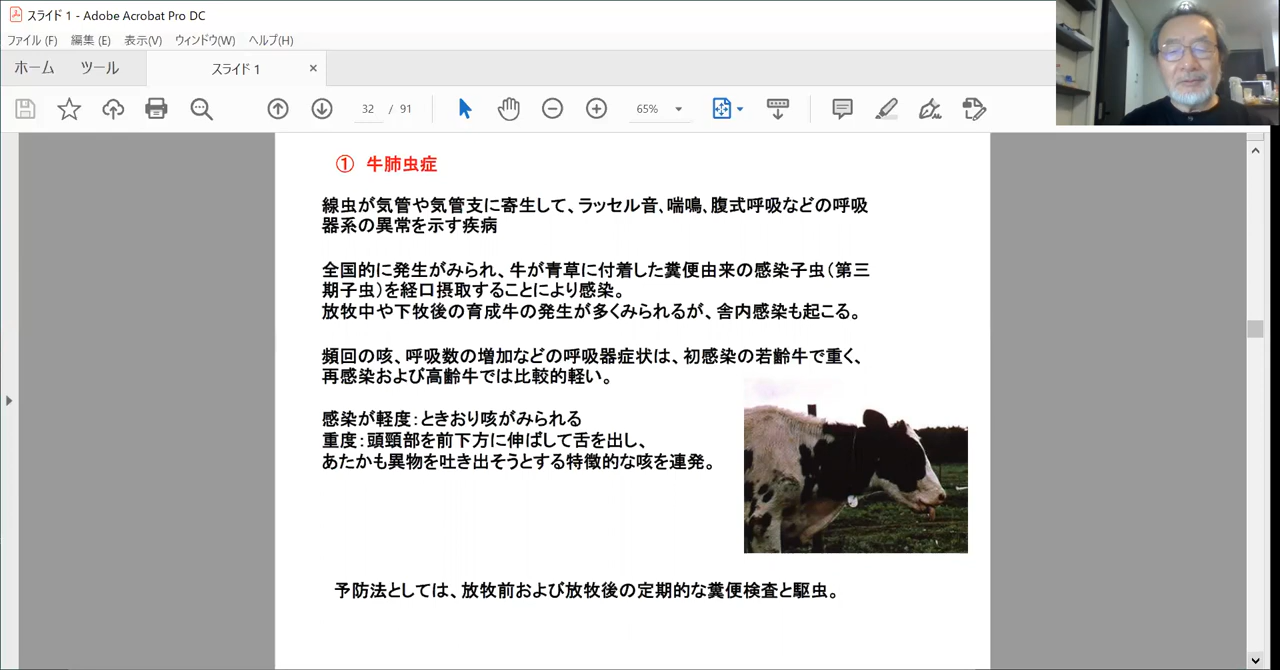 スライド 1 - Adobe Acrobat Pro DC
ファイル (F) 編集 (E) 表示(V) ウィンドウ(W) ヘルプ(H)
ホーム ツール スライド 1 ×
32 / 91 65%
① 牛肺虫症
線虫が気管や気管支に寄生して、ラッセル音、喘鳴、腹式呼吸などの呼吸
器系の異常を示す疾病
全国的に発生がみられ、牛が青草に付着した糞便由来の感染子虫（第三
期子虫）を経口摂取することにより感染。
放牧中や下牧後の育成牛の発生が多くみられるが、舎内感染も起こる。
頻回の咳、呼吸数の増加などの呼吸器症状は、初感染の若齢牛で重く、
再感染および高齢牛では比較的軽い。
感染が軽度：ときおり咳がみられる
重度：頭頸部を前下方に伸ばして舌を出し、
あたかも異物を吐き出そうとする特徴的な咳を連発。
予防法としては、放牧前および放牧後の定期的な糞便検査と駆虫。